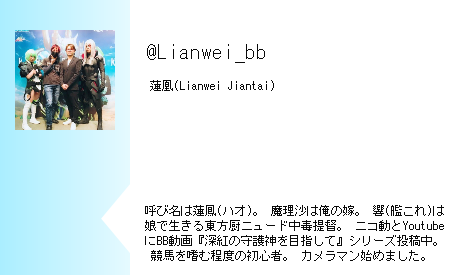 @Lianwei_bb
蓮凰(Lianwei Jiantai)
呼び名は蓮凰(ハオ)。 魔理沙は俺の嫁。 響(艦これ)は
娘で生きる東方厨ニュード中毒提督。 ニコ動とYoutube
にBB動画『深紅の守護神を目指して』シリーズ投稿中。
競馬を嗜む程度の初心者。 カメラマン始めました。